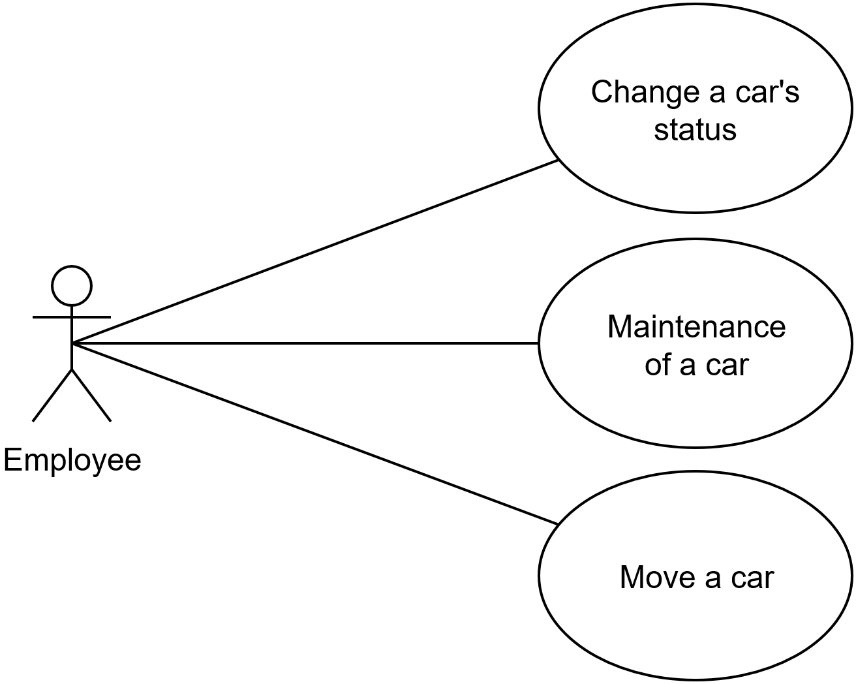 Change a car's
status
Maintenance
of a car
Employee
Move a car